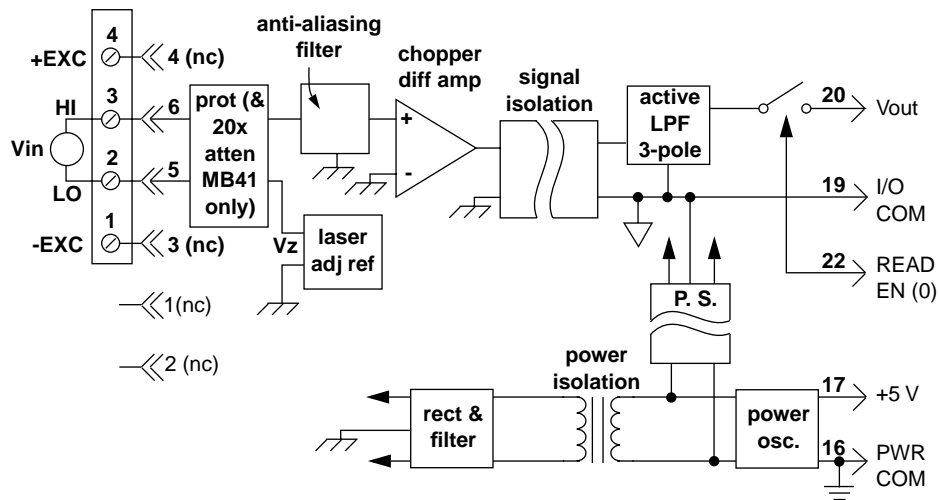 4
+EXC
4 (nc)
HI
3
6
Vin
2
5
LO
1
-EXC
3 (nc)
1(nc)
2 (nc)
prot (&
20x
atten
MB41
only)
anti-aliasing
filter
Vz
laser
adj ref
chopper
diff amp
+
-
signal
isolation
active
LPF
3-pole
20
Vout
19
I/O
COM
22
READ
EN (0)
P. S.
power
isolation
rect &
filter
power
osc.
17
+5 V
16
PWR
COM